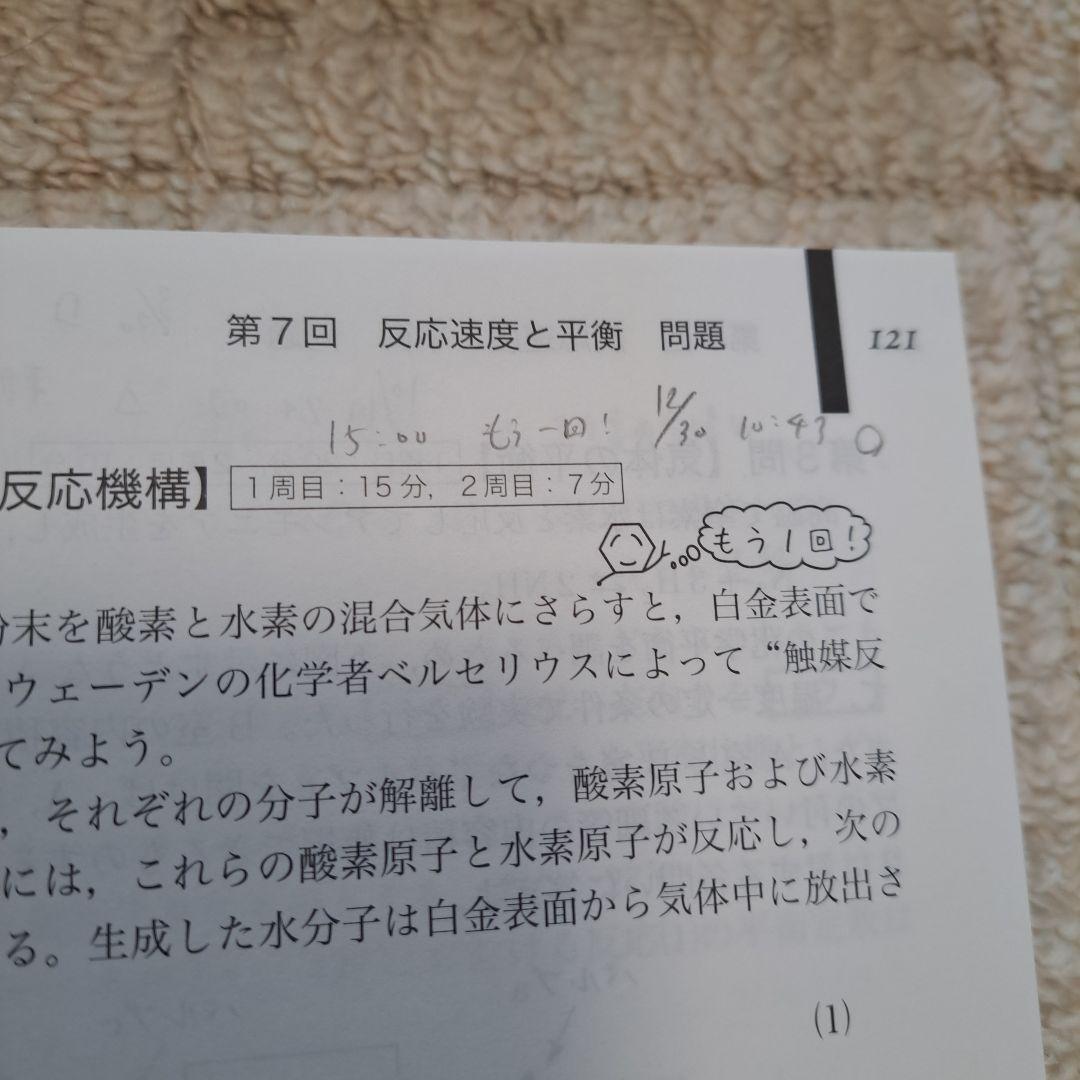 第7回 反応速度と平衡 問題 121
15:00 もう一回! 12/30 10:43 ○
反応機構】 1周目:15分,2周目:7分
もう1回!
粉末を酸素と水素の混合気体にさらすと,白金表面で
ウェーデンの化学者ベルセリウスによって“触媒反
てみよう。
,それぞれの分子が解離して,酸素原子および水素
には,これらの酸素原子と水素原子が反応し,次の
る。生成した水分子は白金表面から気体中に放出さ
(1)